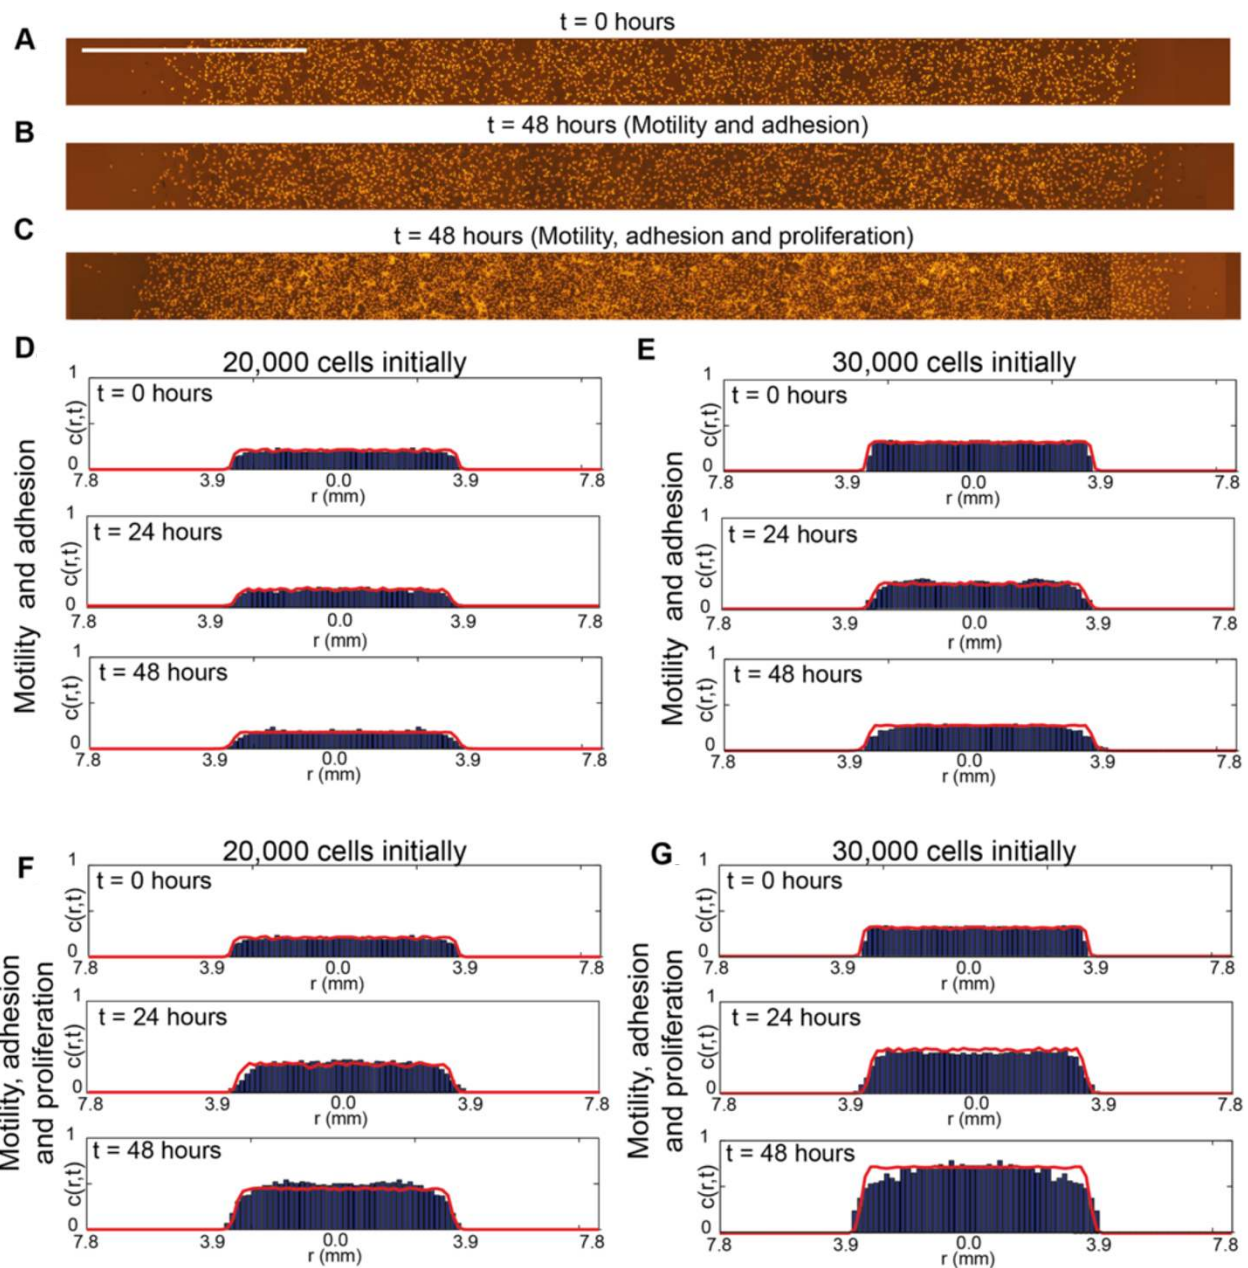 A
t = 0 hours
B
t = 48 hours (Motility and adhesion)
C
t = 48 hours (Motility, adhesion and proliferation)
D
20,000 cells initially
Motility and adhesion
1
t = 0 hours
c(r,t)
0
7.8 3.9 0.0 3.9 7.8
r (mm)
1
t = 24 hours
c(r,t)
0
7.8 3.9 0.0 3.9 7.8
r (mm)
1
t = 48 hours
c(r,t)
0
7.8 3.9 0.0 3.9 7.8
r (mm)
E
30,000 cells initially
Motility and adhesion
1
t = 0 hours
c(r,t)
0
7.8 3.9 0.0 3.9 7.8
r (mm)
1
t = 24 hours
c(r,t)
0
7.8 3.9 0.0 3.9 7.8
r (mm)
1
t = 48 hours
c(r,t)
0
7.8 3.9 0.0 3.9 7.8
r (mm)
F
20,000 cells initially
Motility, adhesion
and proliferation
1
t = 0 hours
c(r,t)
0
7.8 3.9 0.0 3.9 7.8
r (mm)
1
t = 24 hours
c(r,t)
0
7.8 3.9 0.0 3.9 7.8
r (mm)
1
t = 48 hours
c(r,t)
0
7.8 3.9 0.0 3.9 7.8
r (mm)
G
30,000 cells initially
Motility, adhesion
and proliferation
1
t = 0 hours
c(r,t)
0
7.8 3.9 0.0 3.9 7.8
r (mm)
1
t = 24 hours
c(r,t)
0
7.8 3.9 0.0 3.9 7.8
r (mm)
1
t = 48 hours
c(r,t)
0
7.8 3.9 0.0 3.9 7.8
r (mm)